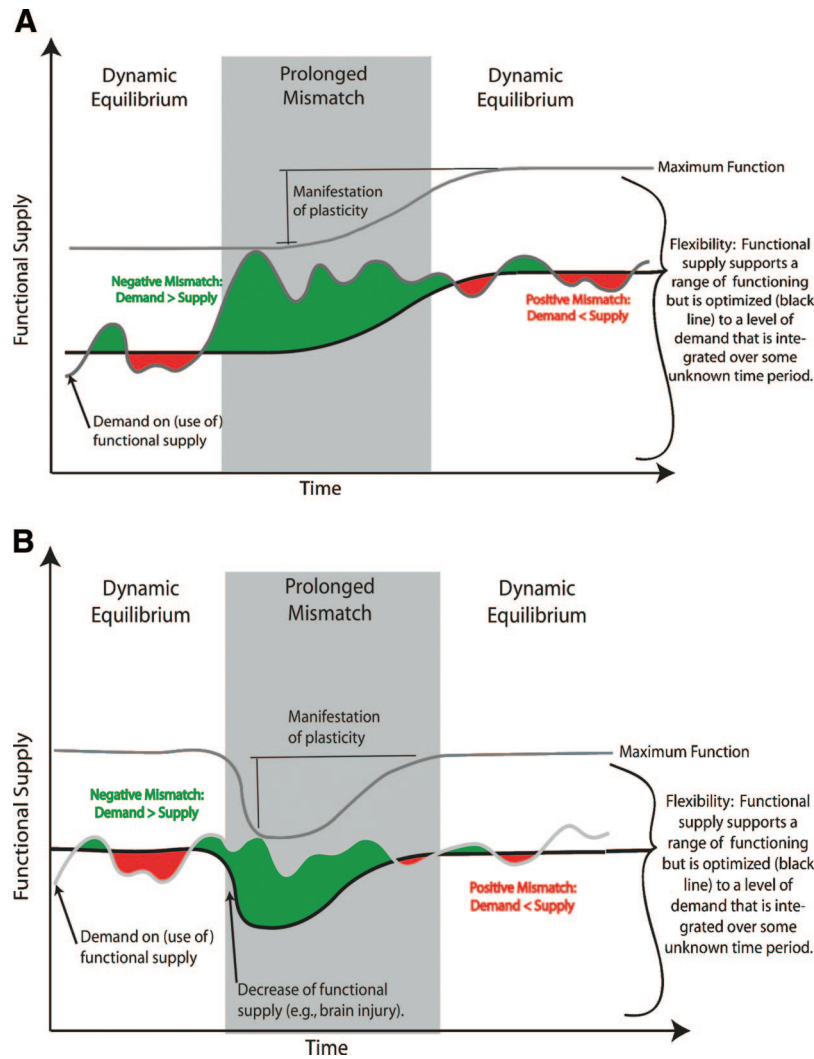 A
Dynamic
Equilibrium
Prolonged
Mismatch
Dynamic
Equilibrium
Maximum Function
Manifestation
of plasticity
Functional Supply
Negative Mismatch:
Demand > Supply
Positive Mismatch:
Demand < Supply
Flexibility: Functional
supply supports a
range of functioning
but is optimized (black
line) to a level of
demand that is inte-
grated over some
unknown time period.
Demand on (use of)
functional supply
Time
B
Dynamic
Equilibrium
Prolonged
Mismatch
Dynamic
Equilibrium
Manifestation
of plasticity
Maximum Function
Functional Supply
Negative Mismatch:
Demand > Supply
Positive Mismatch:
Demand < Supply
Flexibility: Functional
supply supports a
range of functioning
but is optimized (black
line) to a level of
demand that is inte-
grated over some
unknown time period.
Demand on (use of)
functional supply
Decrease of functional
supply (e.g., brain injury).
Time